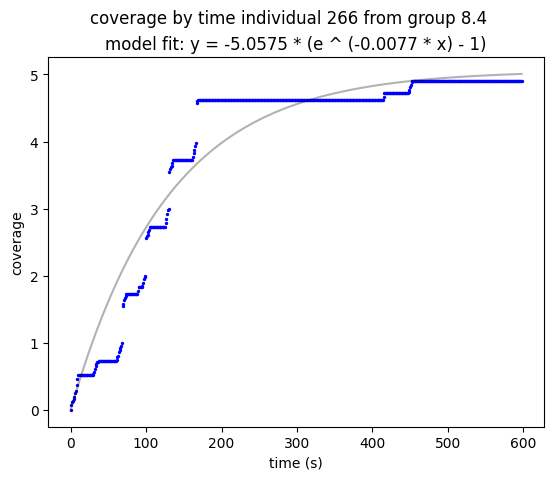 coverage by time individual 266 from group 8.4
model fit: y = -5.0575 * (e ^ (-0.0077 * x) - 1)
5
4
3
2
1
0
coverage
0 100 200 300 400 500 600
time (s)